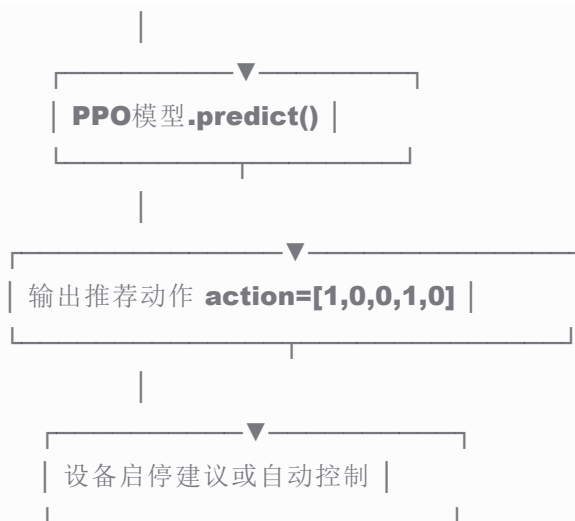 PPO模型.predict()
输出推荐动作 action=[1,0,0,1,0]
设备启停建议或自动控制